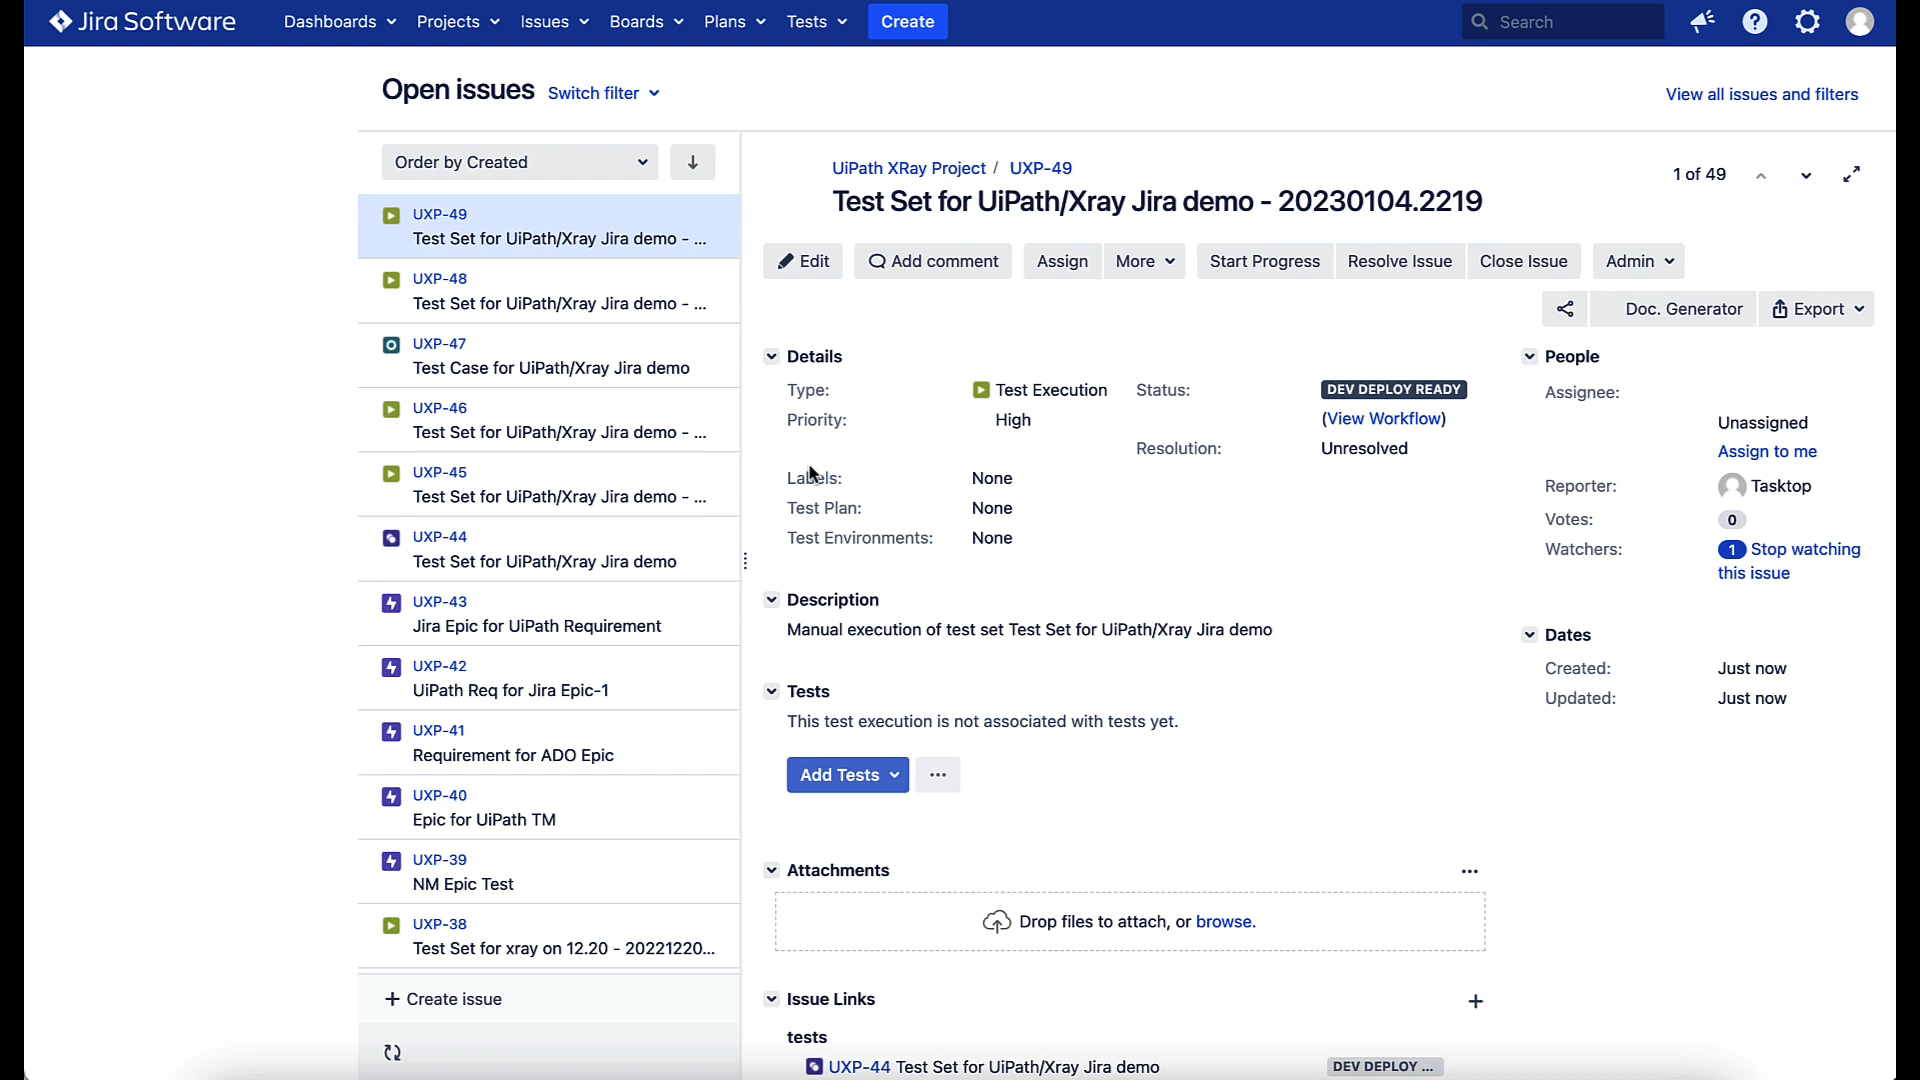 Jira Software Dashboards Projects Issues Boards Plans Tests Create Search
Open issues Switch filter
View all issues and filters
Order by Created
UXP-49
Test Set for UiPath/Xray Jira demo - ...
UXP-48
Test Set for UiPath/Xray Jira demo - ...
UXP-47
Test Case for UiPath/Xray Jira demo
UXP-46
Test Set for UiPath/Xray Jira demo - ...
UXP-45
Test Set for UiPath/Xray Jira demo - ...
UXP-44
Test Set for UiPath/Xray Jira demo
UXP-43
Jira Epic for UiPath Requirement
UXP-42
UiPath Req for Jira Epic-1
UXP-41
Requirement for ADO Epic
UXP-40
Epic for UiPath TM
UXP-39
NM Epic Test
UXP-38
Test Set for xray on 12.20 - 20221220...
+ Create issue
UiPath XRay Project / UXP-49
1 of 49
Test Set for UiPath/Xray Jira demo - 20230104.2219
Edit Add comment Assign More Start Progress Resolve Issue Close Issue Admin
Doc. Generator Export
Details
Type: Test Execution
Status: DEV DEPLOY READY
Priority: High
(View Workflow)
Resolution: Unresolved
Labels: None
Test Plan: None
Test Environments: None
Description
Manual execution of test set Test Set for UiPath/Xray Jira demo
Tests
This test execution is not associated with tests yet.
Add Tests ...
Attachments ...
Drop files to attach, or browse.
Issue Links +
tests
UXP-44 Test Set for UiPath/Xray Jira demo DEV DEPLOY ...
People
Assignee:
Unassigned
Assign to me
Reporter: Tasktop
Votes: 0
Watchers: 1 Stop watching
this issue
Dates
Created: Just now
Updated: Just now